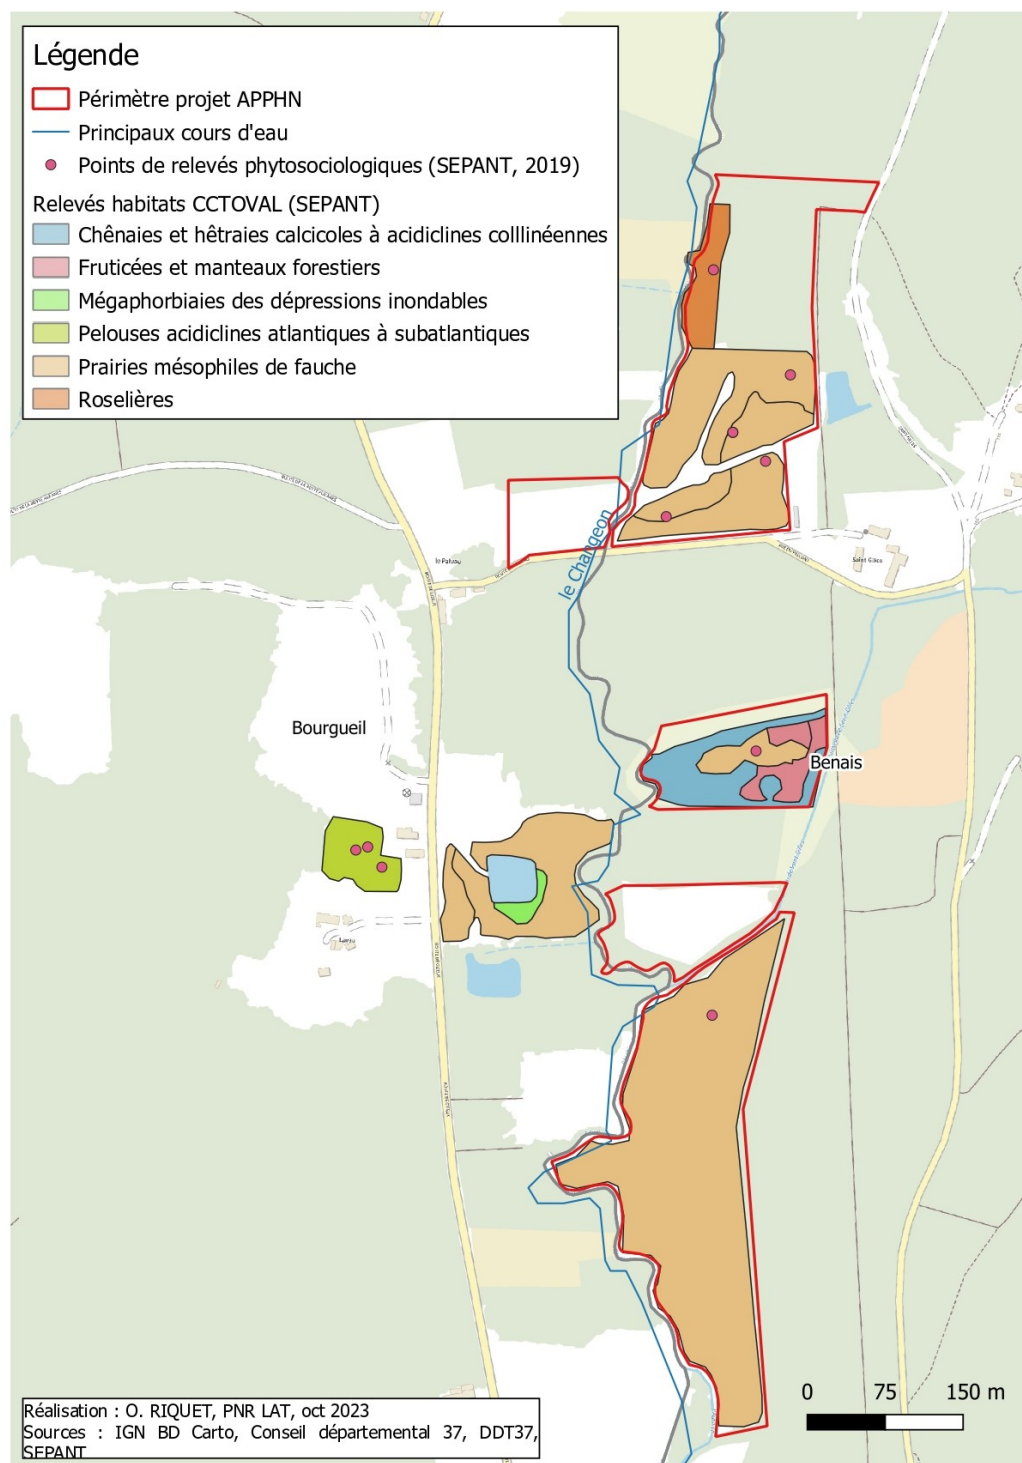 Légende
Périmètre projet APPHN
Principaux cours d'eau
Points de relevés phytosociologiques (SEPANT, 2019)
Relevés habitats CCTOVAL (SEPANT)
Chênaies et hêtraies calcicoles à acidiclines colllinéennes
Fruticées et manteaux forestiers
Mégaphorbiaies des dépressions inondables
Pelouses acidiclines atlantiques à subatlantiques
Prairies mésophiles de fauche
Roselières
le Changeon
Bourgueil
Benais
0 75 150 m
Réalisation : O. RIQUET, PNR LAT, oct 2023
Sources : IGN BD Carto, Conseil départemental 37, DDT37,
SEPANT